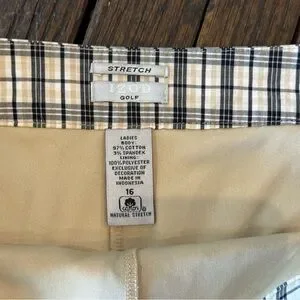 STRETCH
IZOD
GOLF
LADIES
BODY:
97% COTTON
3% SPANDEX
LINING:
100% POLYESTER
EXCLUSIVE OF
DECORATION
MADE IN
INDONESIA
16
NATURAL STRETCH